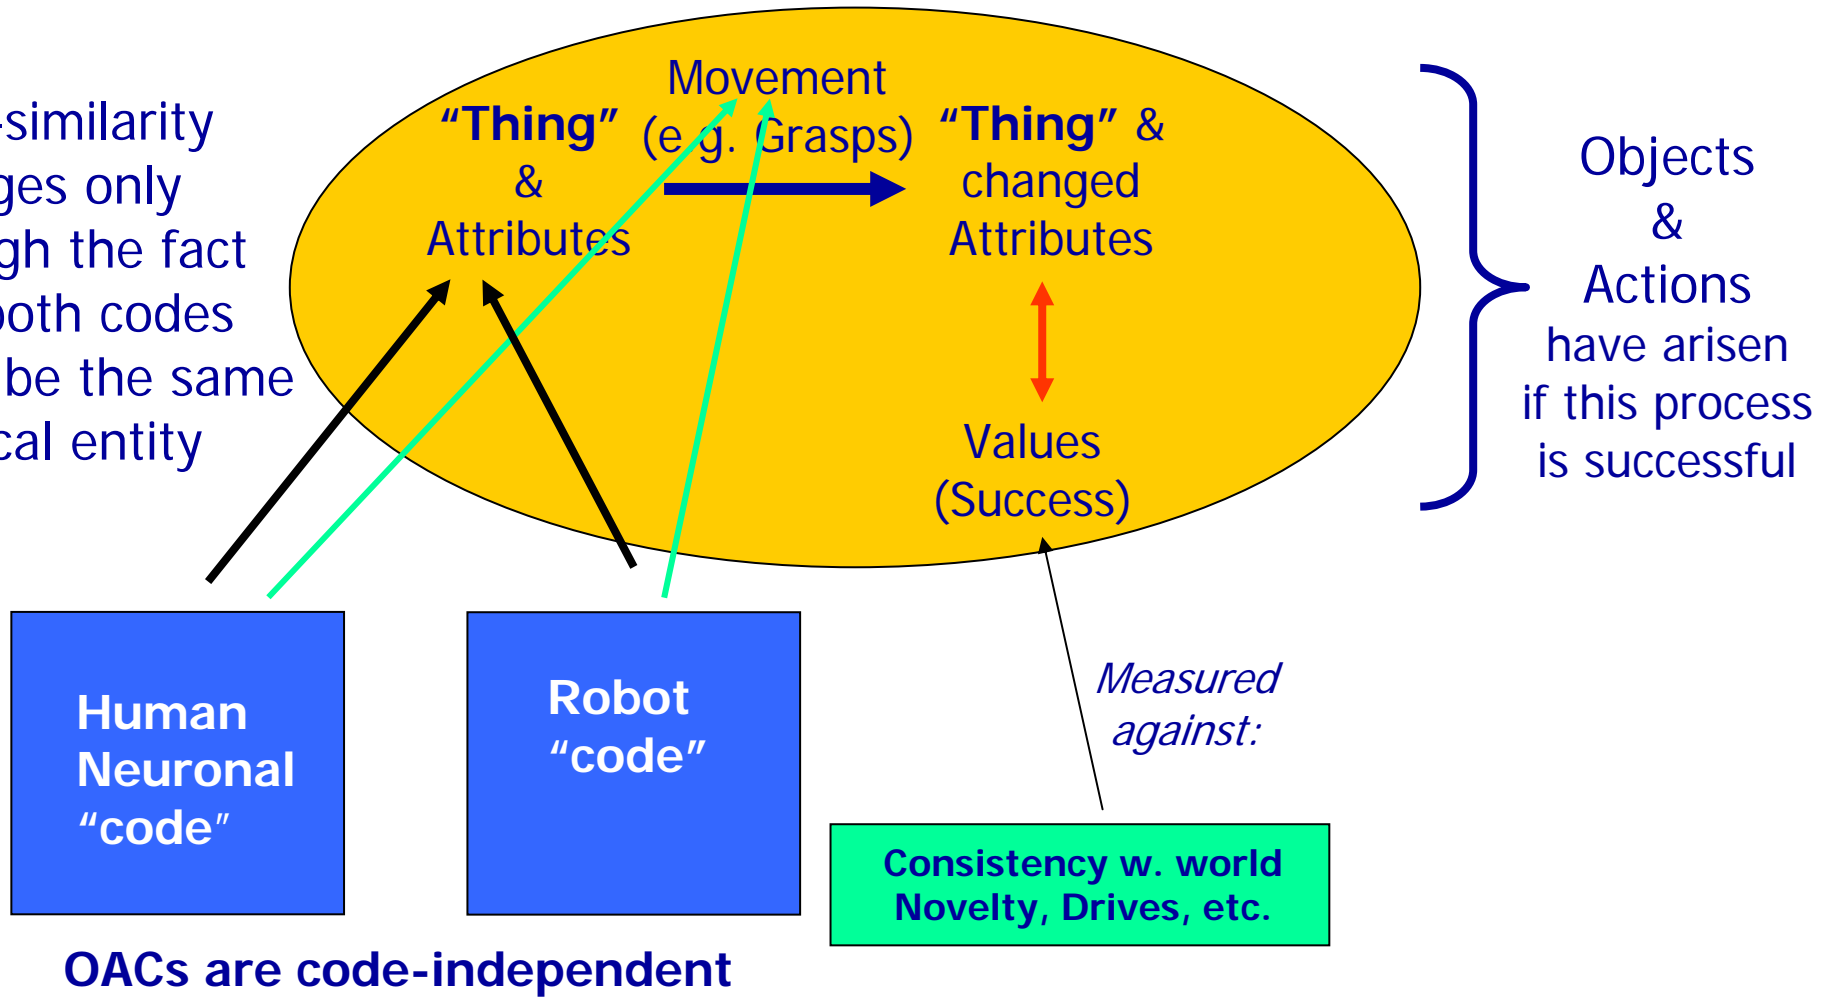 -similarity
ges only
gh the fact
both codes
be the same
cal entity
Movement
(e.g. Grasps)
“Thing”
&
Attributes
“Thing” &
changed
Attributes
Values
(Success)
Objects
&
Actions
have arisen
if this process
is successful
Human
Neuronal
“code”
Robot
“code”
Measured
against:
Consistency w. world
Novelty, Drives, etc.
OACs are code-independent